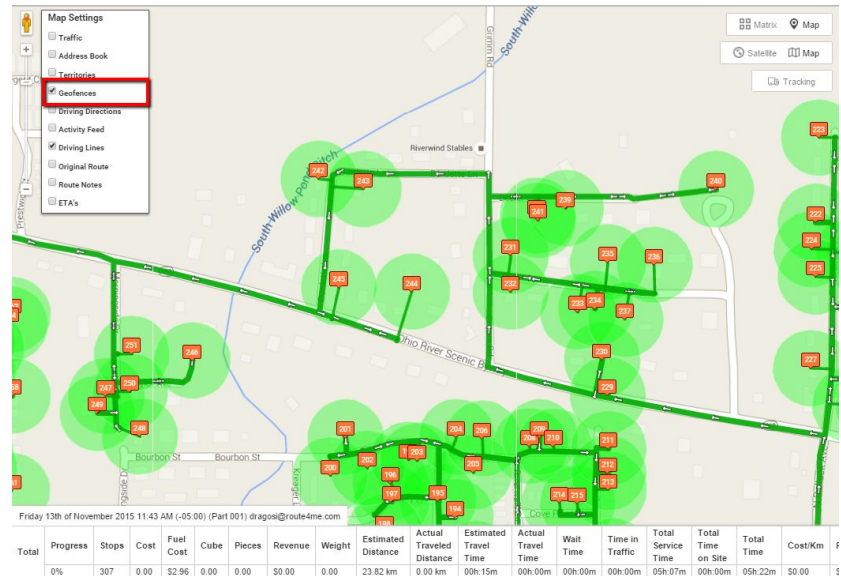 Map Settings
Traffic
Address Book
Territories
Geofences
Driving Directions
Activity Feed
Driving Lines
Original Route
Route Notes
ETA's
Matrix Map
Satellite Map
Tracking
South-Willow
Grimm Rd
Riverwind Stables
South-Willow-Pond-Ditch
Ohio River Scenic B
Bourbon St Bourbon St
Kreager
Cove P
223
242
243
240
239
241
222
224
225
231
232
235
236
245
244
233
234
237
251
246
230
227
247
250
229
249
248
201
204
206
209
208
210
211
200
202
203
205
212
196
213
197
195
214
215
194
198
Friday 13th of November 2015 11:43 AM (-05:00) (Part 001) dragosi@route4me.com
Total Progress Stops Cost Fuel Cost Cube Pieces Revenue Weight Estimated Distance Actual Traveled Distance Estimated Travel Time Actual Travel Time Wait Time Time in Traffic Total Service Time Total Time on Site Total Time Cost/Km
0% 307 0.00 $2.96 0.00 0.00 $0.00 0.00 23.82 km 0.00 km 00h:15m 00h:00m 00h:00m 00h:00m 05h:07m 00h:00m 05h:22m $0.00